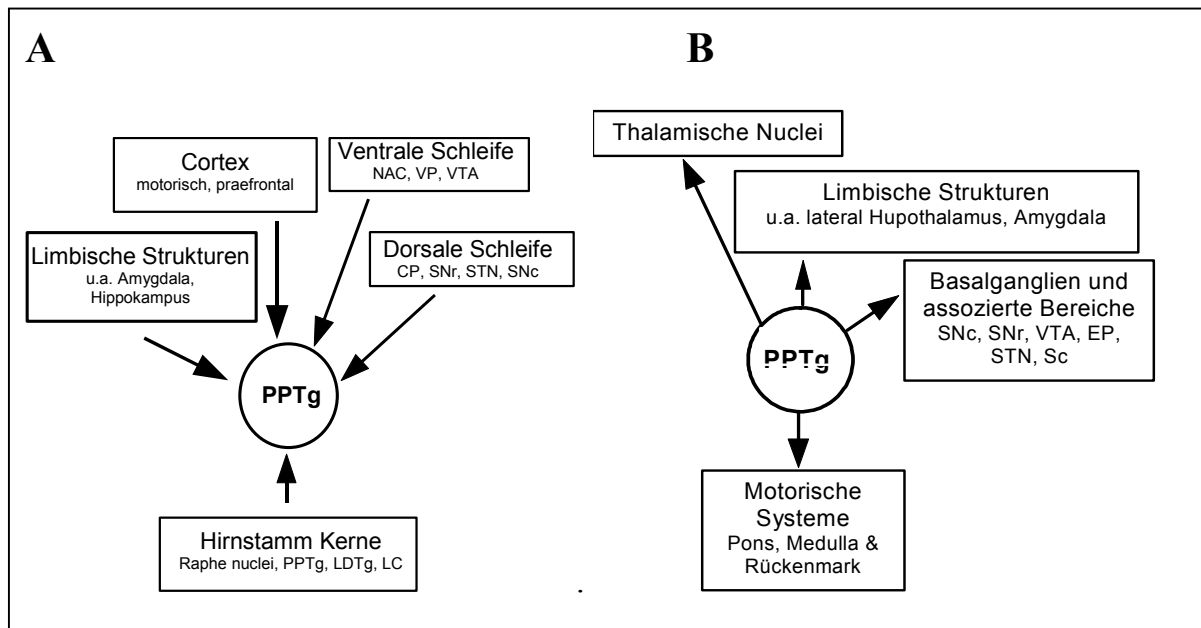 A
Cortex
motorisch, praefrontal
Ventrale Schleife
NAC, VP, VTA
Limbische Strukturen
u.a. Amygdala,
Hippokampus
Dorsale Schleife
CP, SNr, STN, SNc
PPTg
Hirnstamm Kerne
Raphe nuclei, PPTg, LDTg, LC
B
Thalamische Nuclei
Limbische Strukturen
u.a. lateral Hupothalamus, Amygdala
Basalganglien und
assozierte Bereiche
SNc, SNr, VTA, EP,
STN, Sc
PPTg
Motorische
Systeme
Pons, Medulla &
Rückenmark